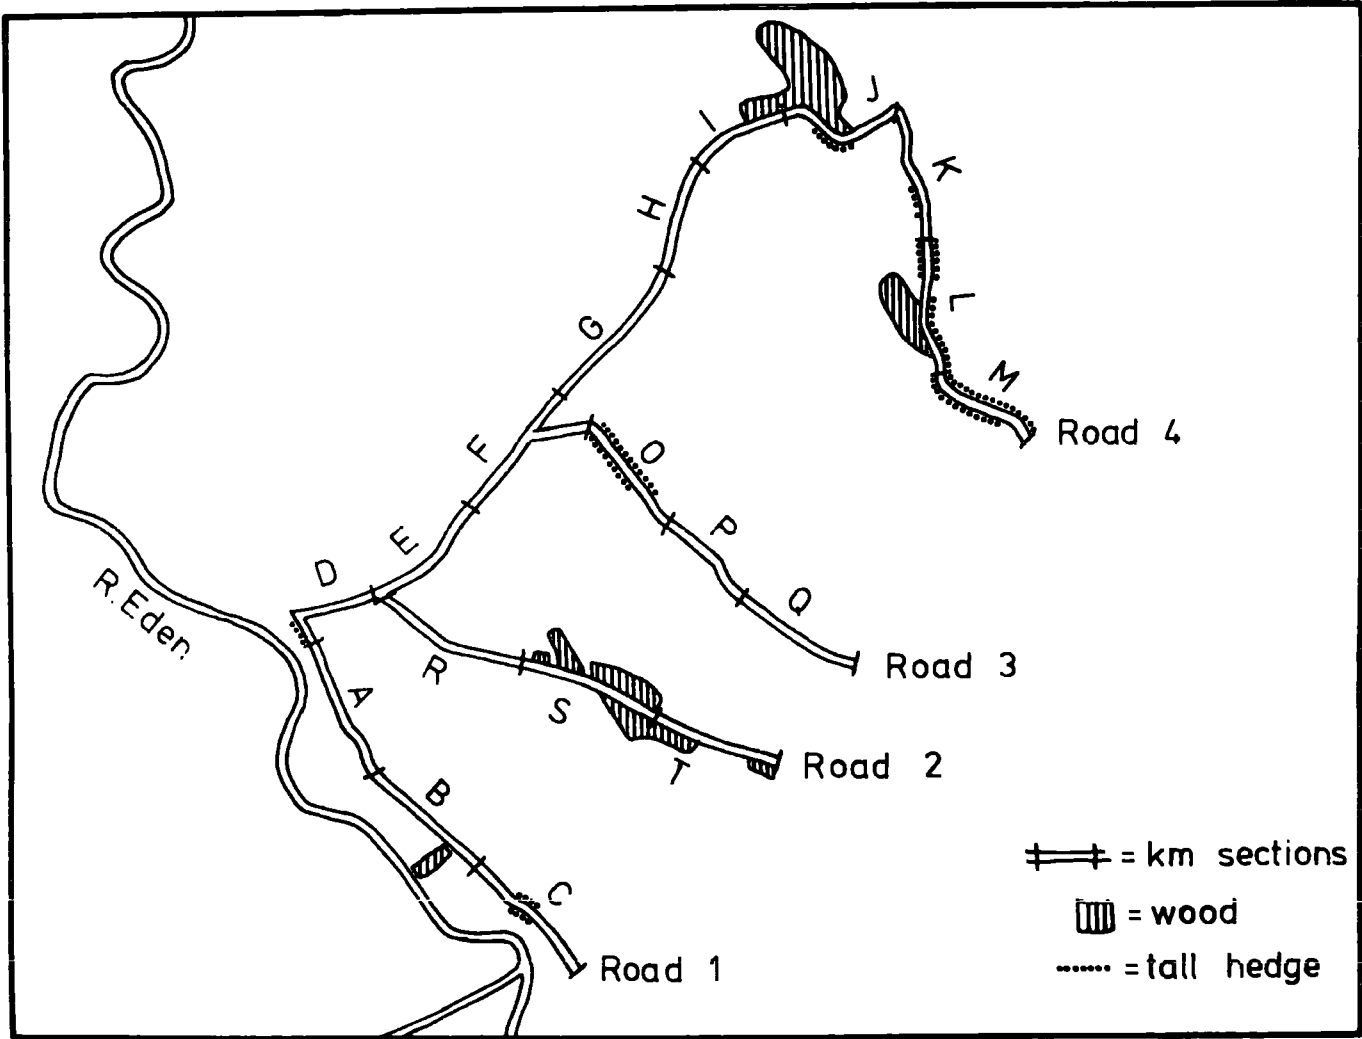 J
I
K
H
L
G
M
Road 4
F
O
P
E
D
Q
R. Eden
Road 3
R
A
S
T
Road 2
B
= km sections
C
= wood
Road 1
= tall hedge